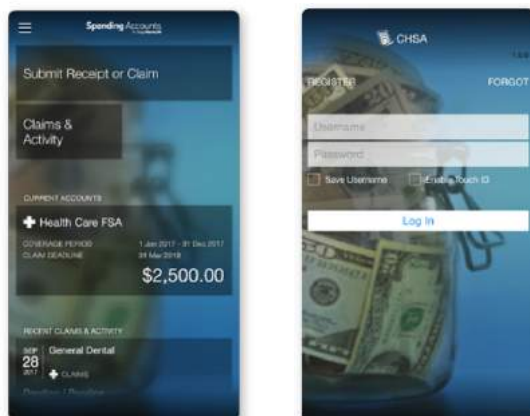 Spending Accounts
Submit Receipt or Claim
Claims &
Activity
CURRENT ACCOUNTS
Health Care FSA
COVERAGE PERIOD 1 Jan 2017 - 31 Dec 2017
CLAIM DEADLINE 31 Mar 2018
$2,500.00
RECENT CLAIMS & ACTIVITY
SEP
28
2017
General Dental
CLAIMS
CHSA
REGISTER FORGOT
Username
Password
Save Username Enable Touch ID
Log In